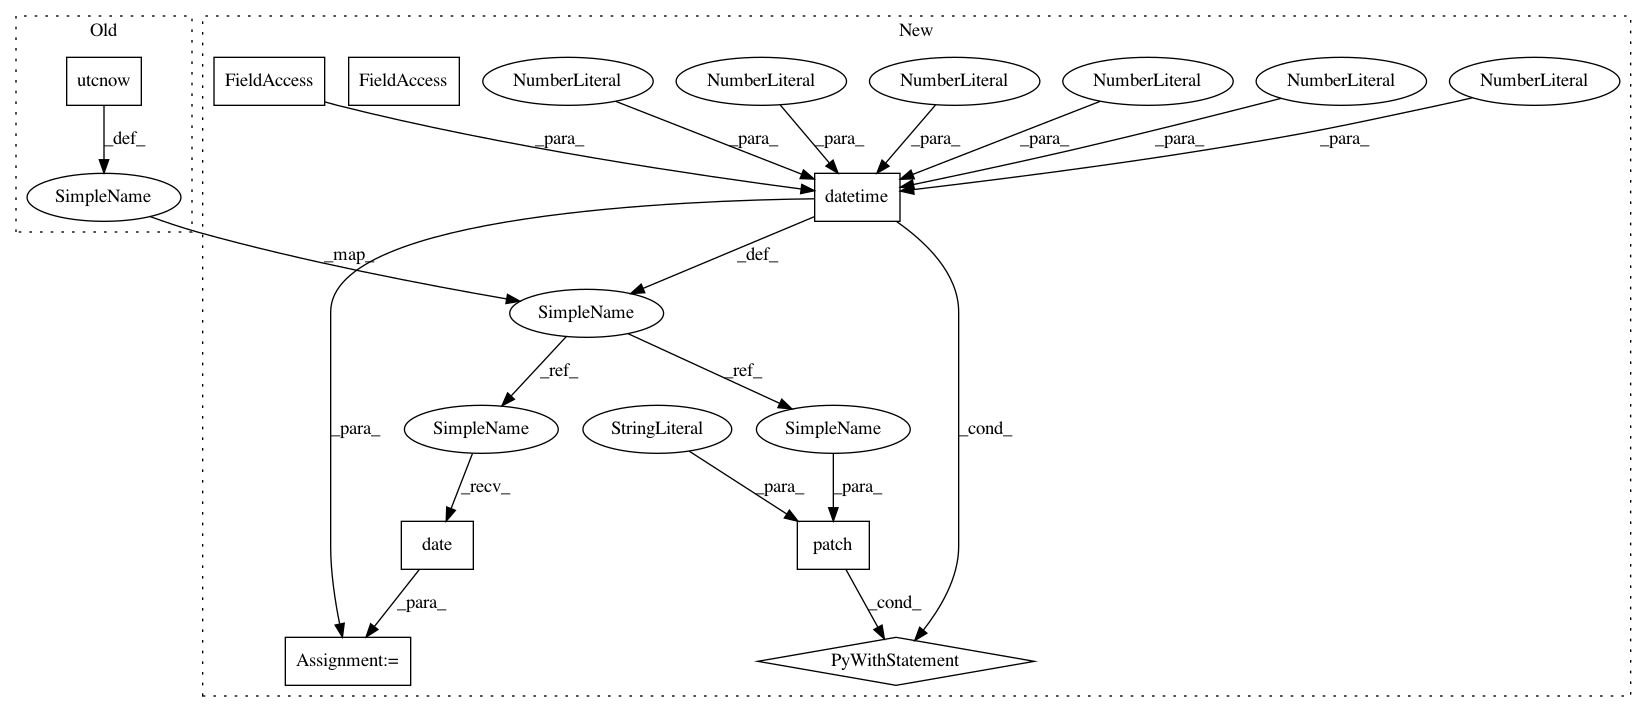 Old
New
utcnow
FieldAccess
FieldAccess
NumberLiteral
NumberLiteral
NumberLiteral
NumberLiteral
NumberLiteral
NumberLiteral
_def_
_para_
_para_
_para_
_para_
_para_
_para_
_para_
SimpleName
datetime
_map_
_def_
SimpleName
_ref_
_ref_
_para_
SimpleName
StringLiteral
SimpleName
_cond_
_recv_
_para_
_para_
date
patch
_para_
_cond_
Assignment:=
PyWithStatement